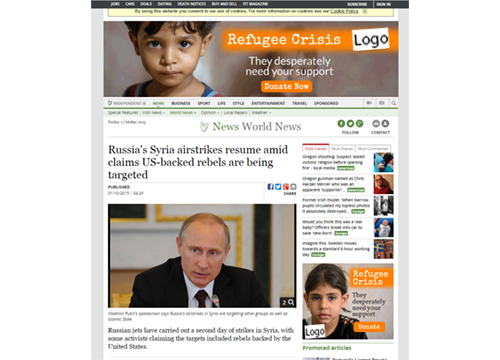 JOBS CARS DEALS DATING DEATH NOTICES BUY AND SELL FIT MAGAZINE SUBSCRIBE SIGN IN
By using this website you consent to our use of cookies. For more information on cookies see our Cookie Policy X
Refugee Crisis Logo
They desperately
need your support
Donate Now
INDEPENDENT.IE NEWS BUSINESS SPORT LIFE STYLE ENTERTAINMENT TRAVEL SPONSORED
Special Features Irish News World News Opinion Local Papers Weather
Friday 2 October 2015
News World News
FOLLOW CONTACT
Russia's Syria airstrikes resume amid
claims US-backed rebels are being
targeted
PUBLISHED
01/10/2015 | 14:25
SHARE
2
Vladimir Putin's spokesman says Russia's airstrikes in Syria are targeting other groups as well as
Islamic State
Russian jets have carried out a second day of strikes in Syria, with
some activists claiming the targets included rebels backed by the
United States.
Most Viewed Most Shared Most Commented
Oregon shooting: Suspect 'asked
victims' religion before opening
fire' - local media
Oregon gunman named as Chris
Harper Mercer who was an
apparent 'supporter'...
Former Irish model: 'When Macnow
pupils circulated my topless photos
it absolutely destroyed...
Would you think this was a real
baby? Officers break into car to
save 'new-born'
Imagine this: Sweden moves
towards a standard 6-hour working
day
Refugee
Crisis
They
desperately
need your
support
Logo
Donate Now
Promoted articles